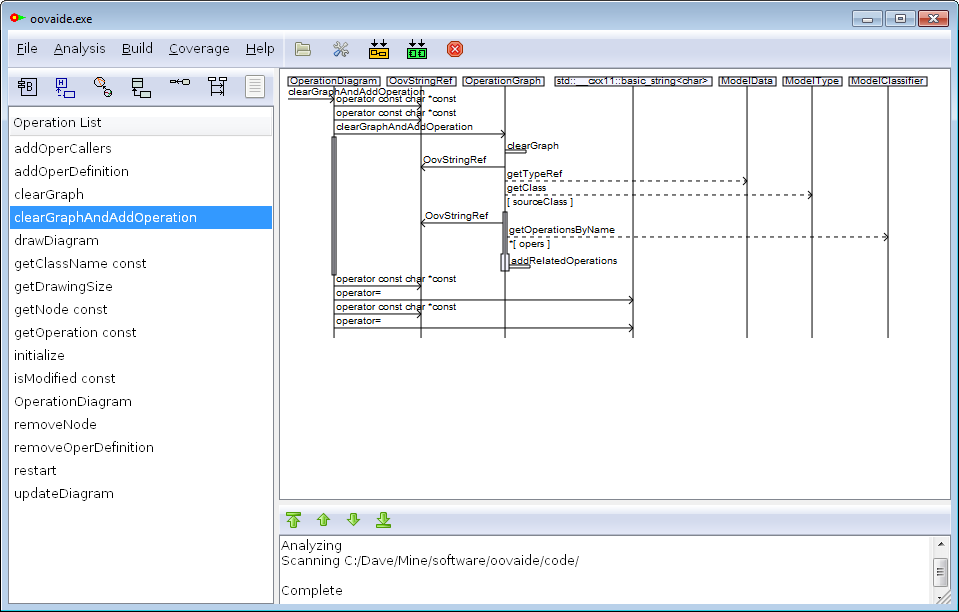 oovaide.exe
File Analysis Build Coverage Help
Operation List
addOperCallers
addOperDefinition
clearGraph
clearGraphAndAddOperation
drawDiagram
getClassName const
getDrawingSize
getNode const
getOperation const
initialize
isModified const
OperationDiagram
removeNode
removeOperDefinition
restart
updateDiagram
OperationDiagram OovStringRef OperationGraph std::__cxx11::basic_string<char> ModelData ModelType ModelClassifier
clearGraphAndAddOperation
operator const char *const
operator const char *const
clearGraphAndAddOperation
clearGraph
OovStringRef
getTypeRef
getClass
[ sourceClass ]
OovStringRef
getOperationsByName
*[ opers ]
addRelatedOperations
operator const char *const
operator=
operator const char *const
operator=
Analyzing
Scanning C:/Dave/Mine/software/oovaide/code/
Complete